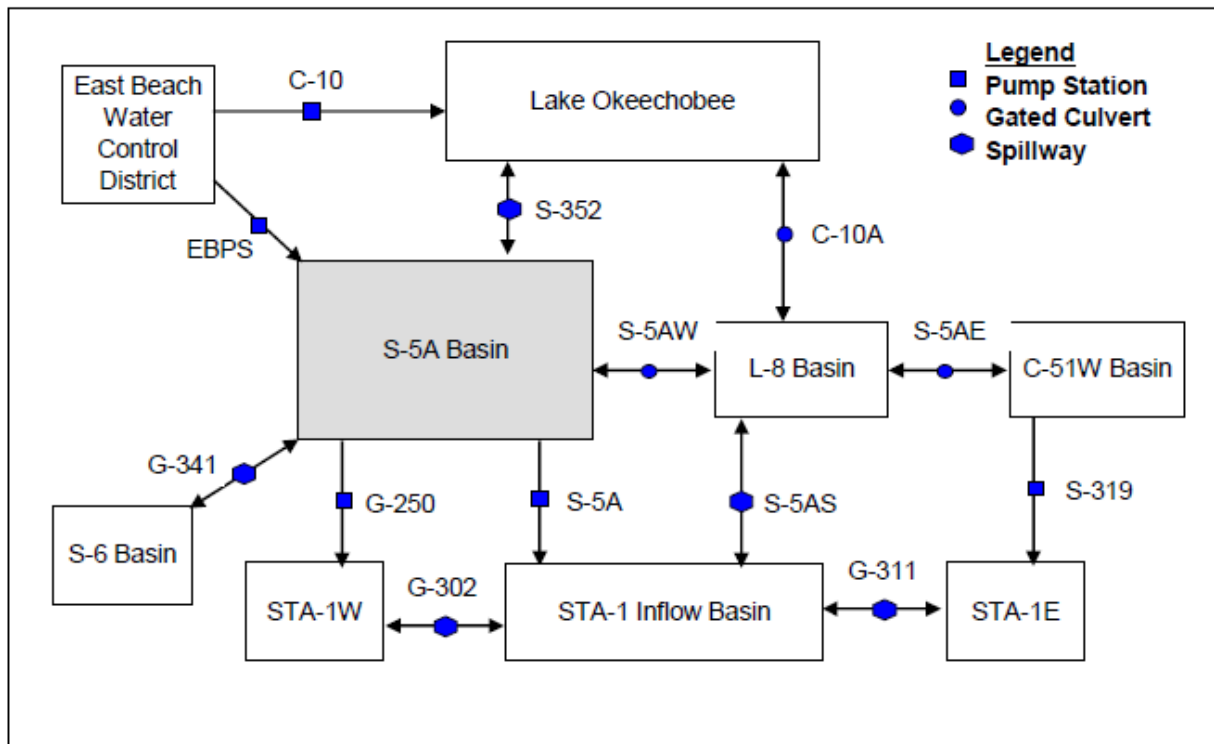 Legend
Pump Station
Gated Culvert
Spillway
East Beach
Water
Control
District
C-10
Lake Okeechobee
S-352
C-10A
EBPS
S-5A Basin
S-5AW
L-8 Basin
S-5AE
C-51W Basin
G-341
G-250
S-5A
S-5AS
S-319
S-6 Basin
STA-1W
G-302
STA-1 Inflow Basin
G-311
STA-1E